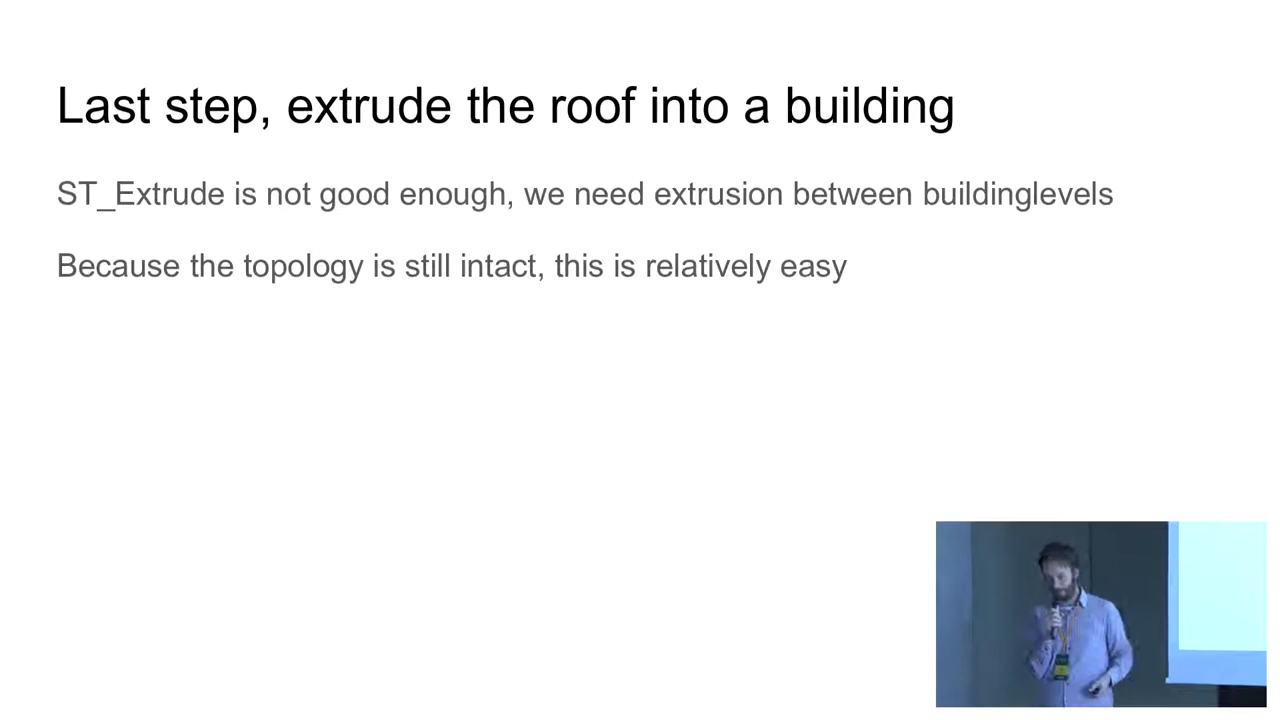 Last step, extrude the roof into a building
ST_Extrude is not good enough, we need extrusion between buildinglevels
Because the topology is still intact, this is relatively easy